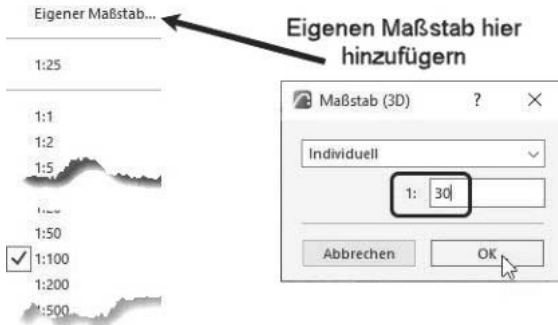 Eigener Maßstab...
1:25
1:1
1:2
1:5
1:50
1:100
1:200
1:500
Eigenen Maßstab hier
hinzufügern
Maßstab (3D) ? ×
Individuell
1: 30
Abbrechen OK